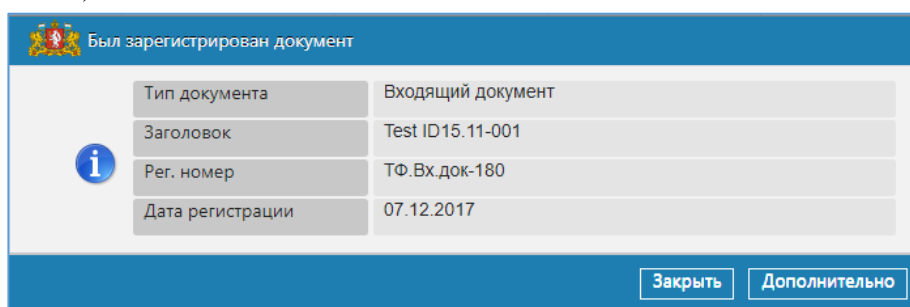 Был зарегистрирован документ
Тип документа Входящий документ
Заголовок Test ID15.11-001
Рег. номер ТФ.Вх.док-180
Дата регистрации 07.12.2017
Закрыть Дополнительно